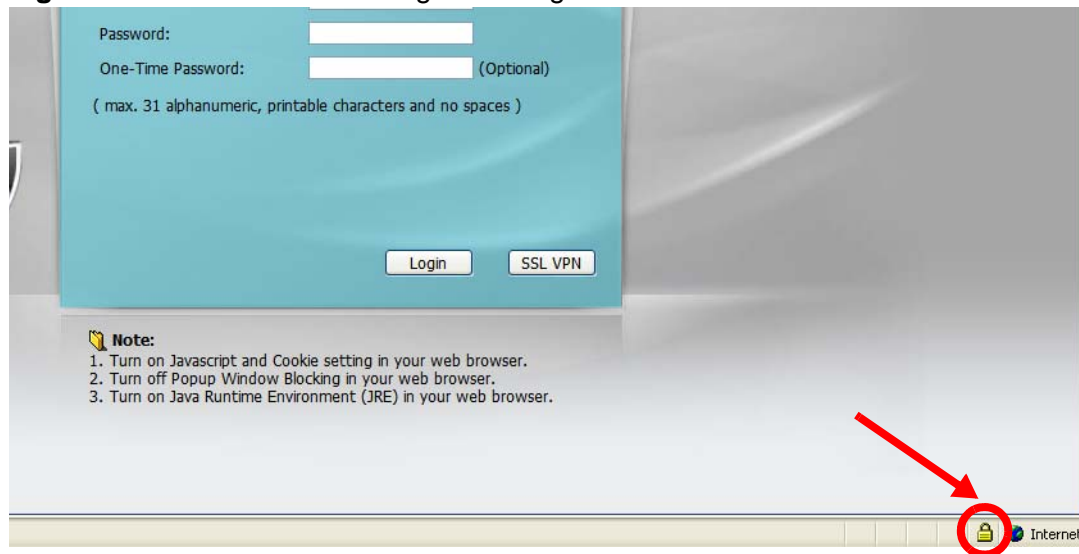 Password:
One-Time Password: (Optional)
( max. 31 alphanumeric, printable characters and no spaces )
Login SSL VPN
Note:
1. Turn on Javascript and Cookie setting in your web browser.
2. Turn off Popup Window Blocking in your web browser.
3. Turn on Java Runtime Environment (JRE) in your web browser.
Internet